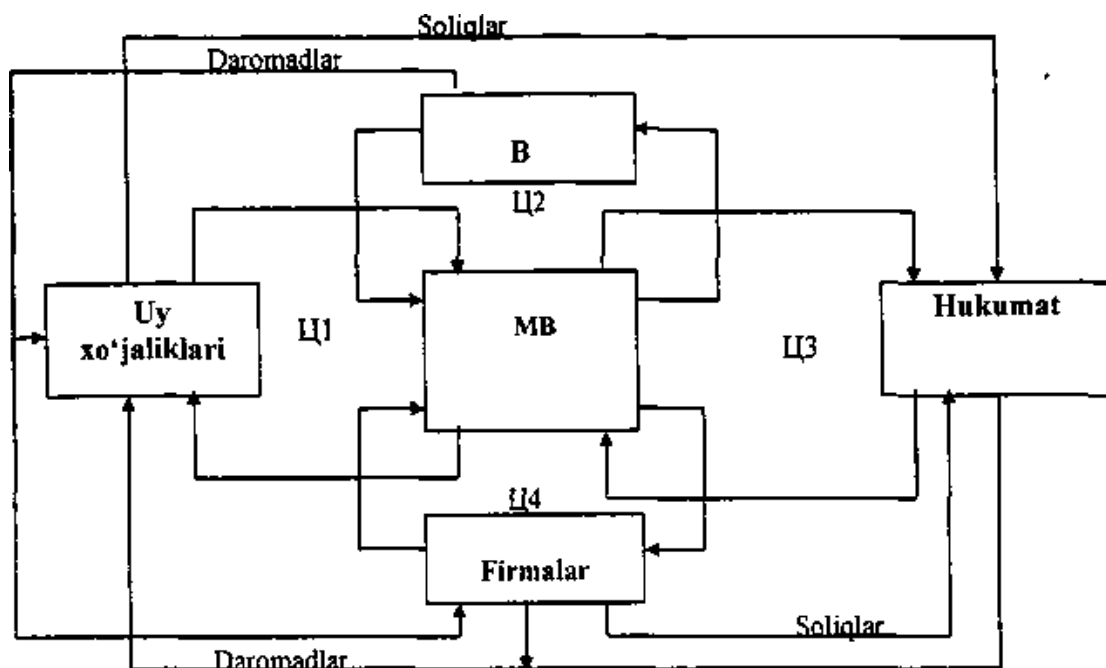 Soliqlar
Daromadlar
B
Ц2
Uy
xo‘jaliklari
Ц1
MB
Ц3
Hukumat
Ц4
Firmalar
Soliqlar
Daromadlar